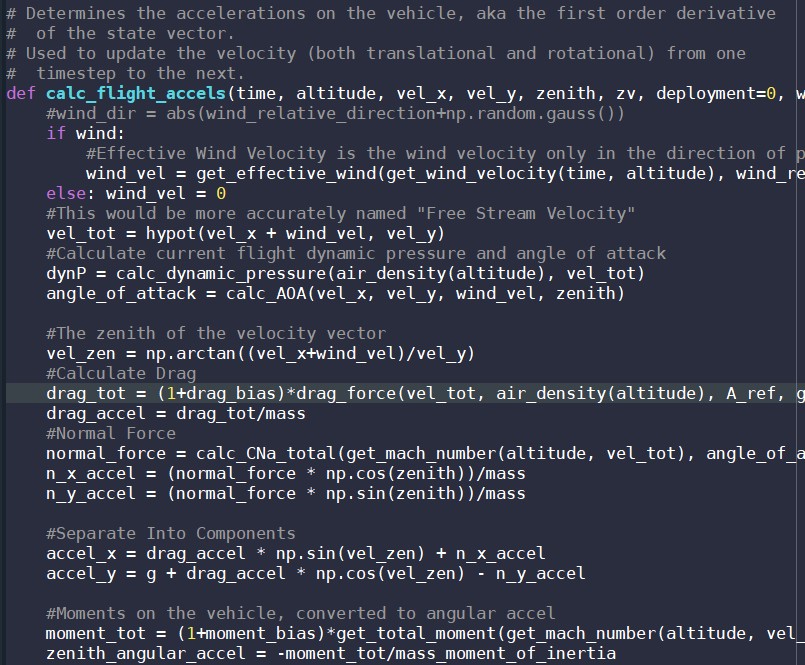 # Determines the accelerations on the vehicle, aka the first order derivative
#  of the state vector.
# Used to update the velocity (both translational and rotational) from one
#  timestep to the next.
def calc_flight_accels(time, altitude, vel_x, vel_y, zenith, zv, deployment=0, w
    #wind_dir = abs(wind_relative_direction+np.random.gauss())
    if wind:
        #Effective Wind Velocity is the wind velocity only in the direction of p
        wind_vel = get_effective_wind(get_wind_velocity(time, altitude), wind_re
    else: wind_vel = 0
    #This would be more accurately named "Free Stream Velocity"
    vel_tot = hypot(vel_x + wind_vel, vel_y)
    #Calculate current flight dynamic pressure and angle of attack
    dynP = calc_dynamic_pressure(air_density(altitude), vel_tot)
    angle_of_attack = calc_AOA(vel_x, vel_y, wind_vel, zenith)

    #The zenith of the velocity vector
    vel_zen = np.arctan((vel_x+wind_vel)/vel_y)
    #Calculate Drag
    drag_tot = (1+drag_bias)*drag_force(vel_tot, air_density(altitude), A_ref, g
    drag_accel = drag_tot/mass
    #Normal Force
    normal_force = calc_CNa_total(get_mach_number(altitude, vel_tot), angle_of_a
    n_x_accel = (normal_force * np.cos(zenith))/mass
    n_y_accel = (normal_force * np.sin(zenith))/mass

    #Separate Into Components
    accel_x = drag_accel * np.sin(vel_zen) + n_x_accel
    accel_y = g + drag_accel * np.cos(vel_zen) - n_y_accel

    #Moments on the vehicle, converted to angular accel
    moment_tot = (1+moment_bias)*get_total_moment(get_mach_number(altitude, vel_
    zenith_angular_accel = -moment_tot/mass_moment_of_inertia